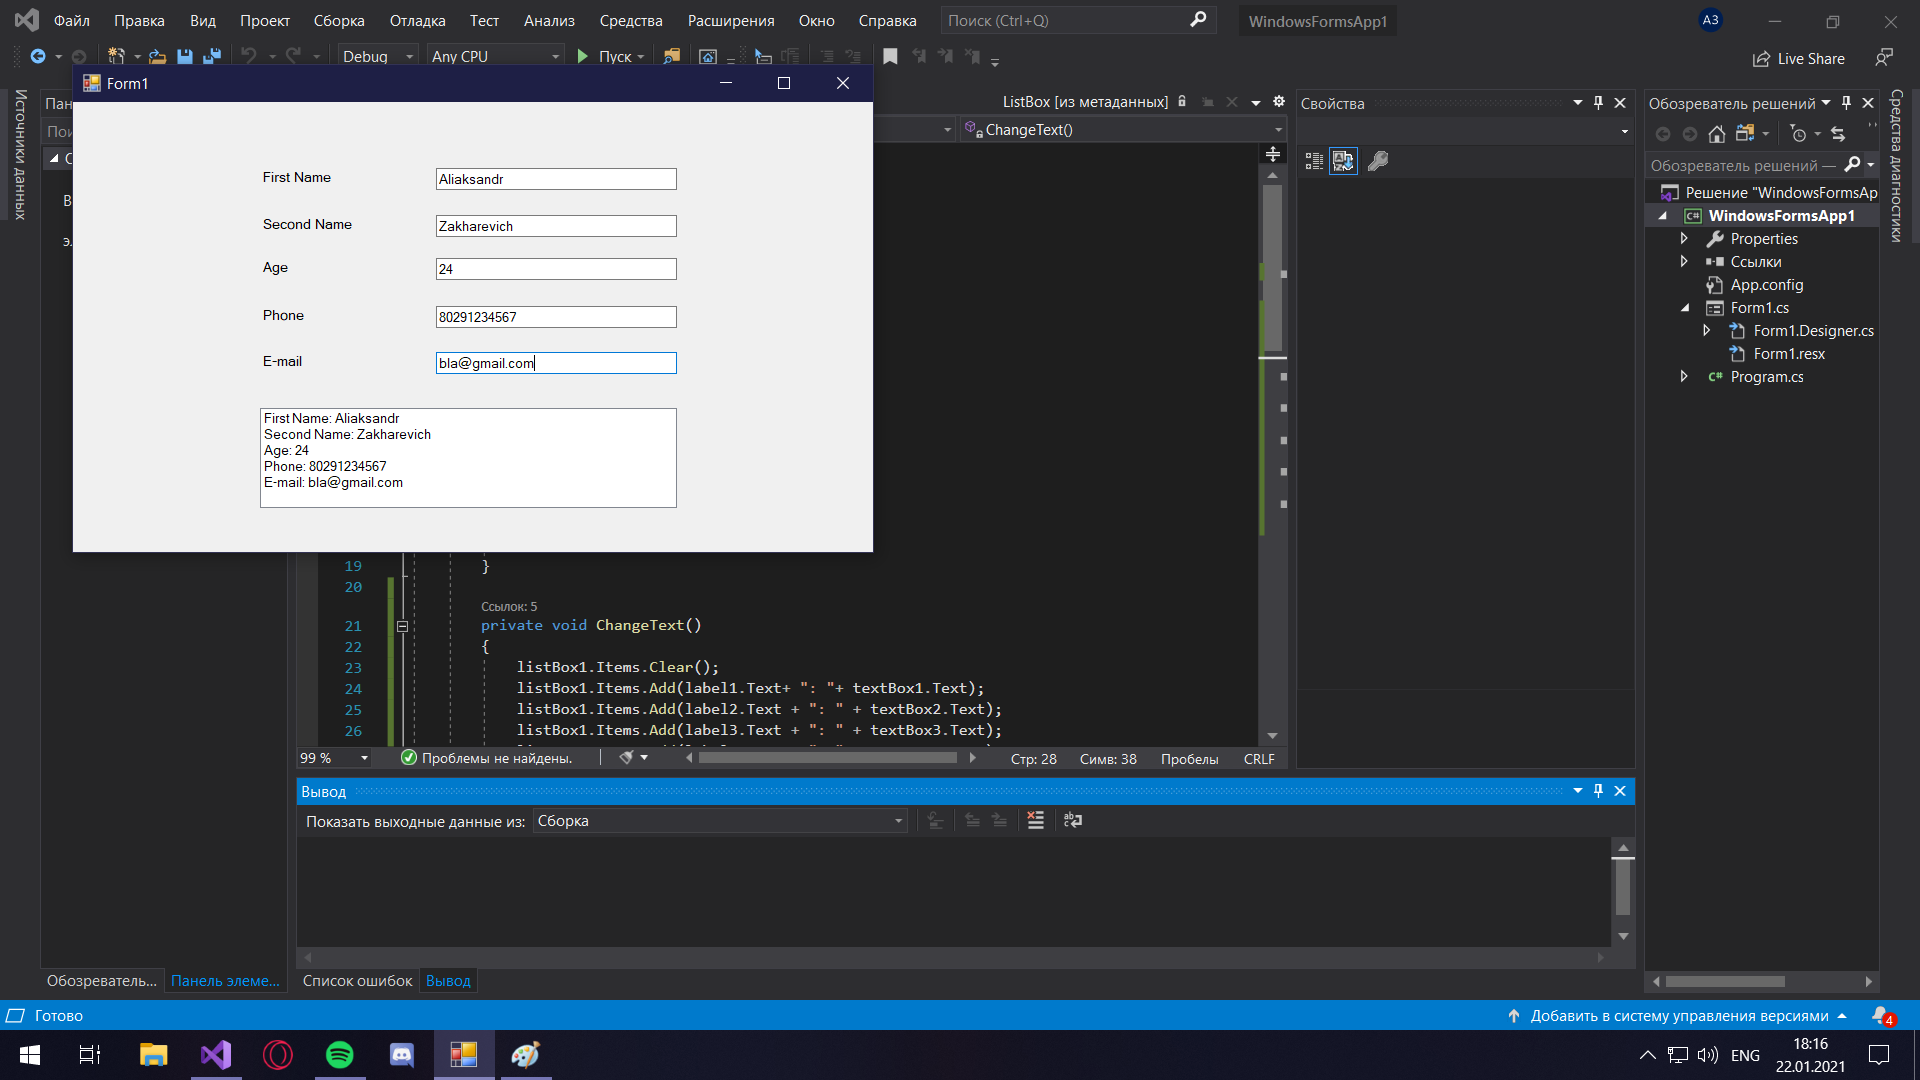 Файл Правка Вид Проект Сборка Отладка Тест Анализ Средства Расширения Окно Справка Поиск (Ctrl+Q) WindowsFormsApp1 АЗ
Debug Any CPU Пуск Live Share
Form1
First Name Aliaksandr
Second Name Zakharevich
Age 24
Phone 80291234567
E-mail bla@gmail.com
First Name: Aliaksandr
Second Name: Zakharevich
Age: 24
Phone: 80291234567
E-mail: bla@gmail.com
Источники данных
ListBox [из метаданных]
ChangeText()
19 }
20
Ссылок: 5
21 private void ChangeText()
22 {
23 listBox1.Items.Clear();
24 listBox1.Items.Add(label1.Text+ ": "+ textBox1.Text);
25 listBox1.Items.Add(label2.Text + ": " + textBox2.Text);
26 listBox1.Items.Add(label3.Text + ": " + textBox3.Text);
99 % Проблемы не найдены. Стр: 28 Симв: 38 Пробелы CRLF
Свойства
Обозреватель решений
Обозреватель решений —
Решение "WindowsFormsAp
WindowsFormsApp1
Properties
Ссылки
App.config
Form1.cs
Form1.Designer.cs
Form1.resx
Program.cs
Средства диагностики
Вывод
Показать выходные данные из: Сборка
Обозреватель... Панель элеме... Список ошибок Вывод
Готово Добавить в систему управления версиями 4
ENG 18:16
22.01.2021